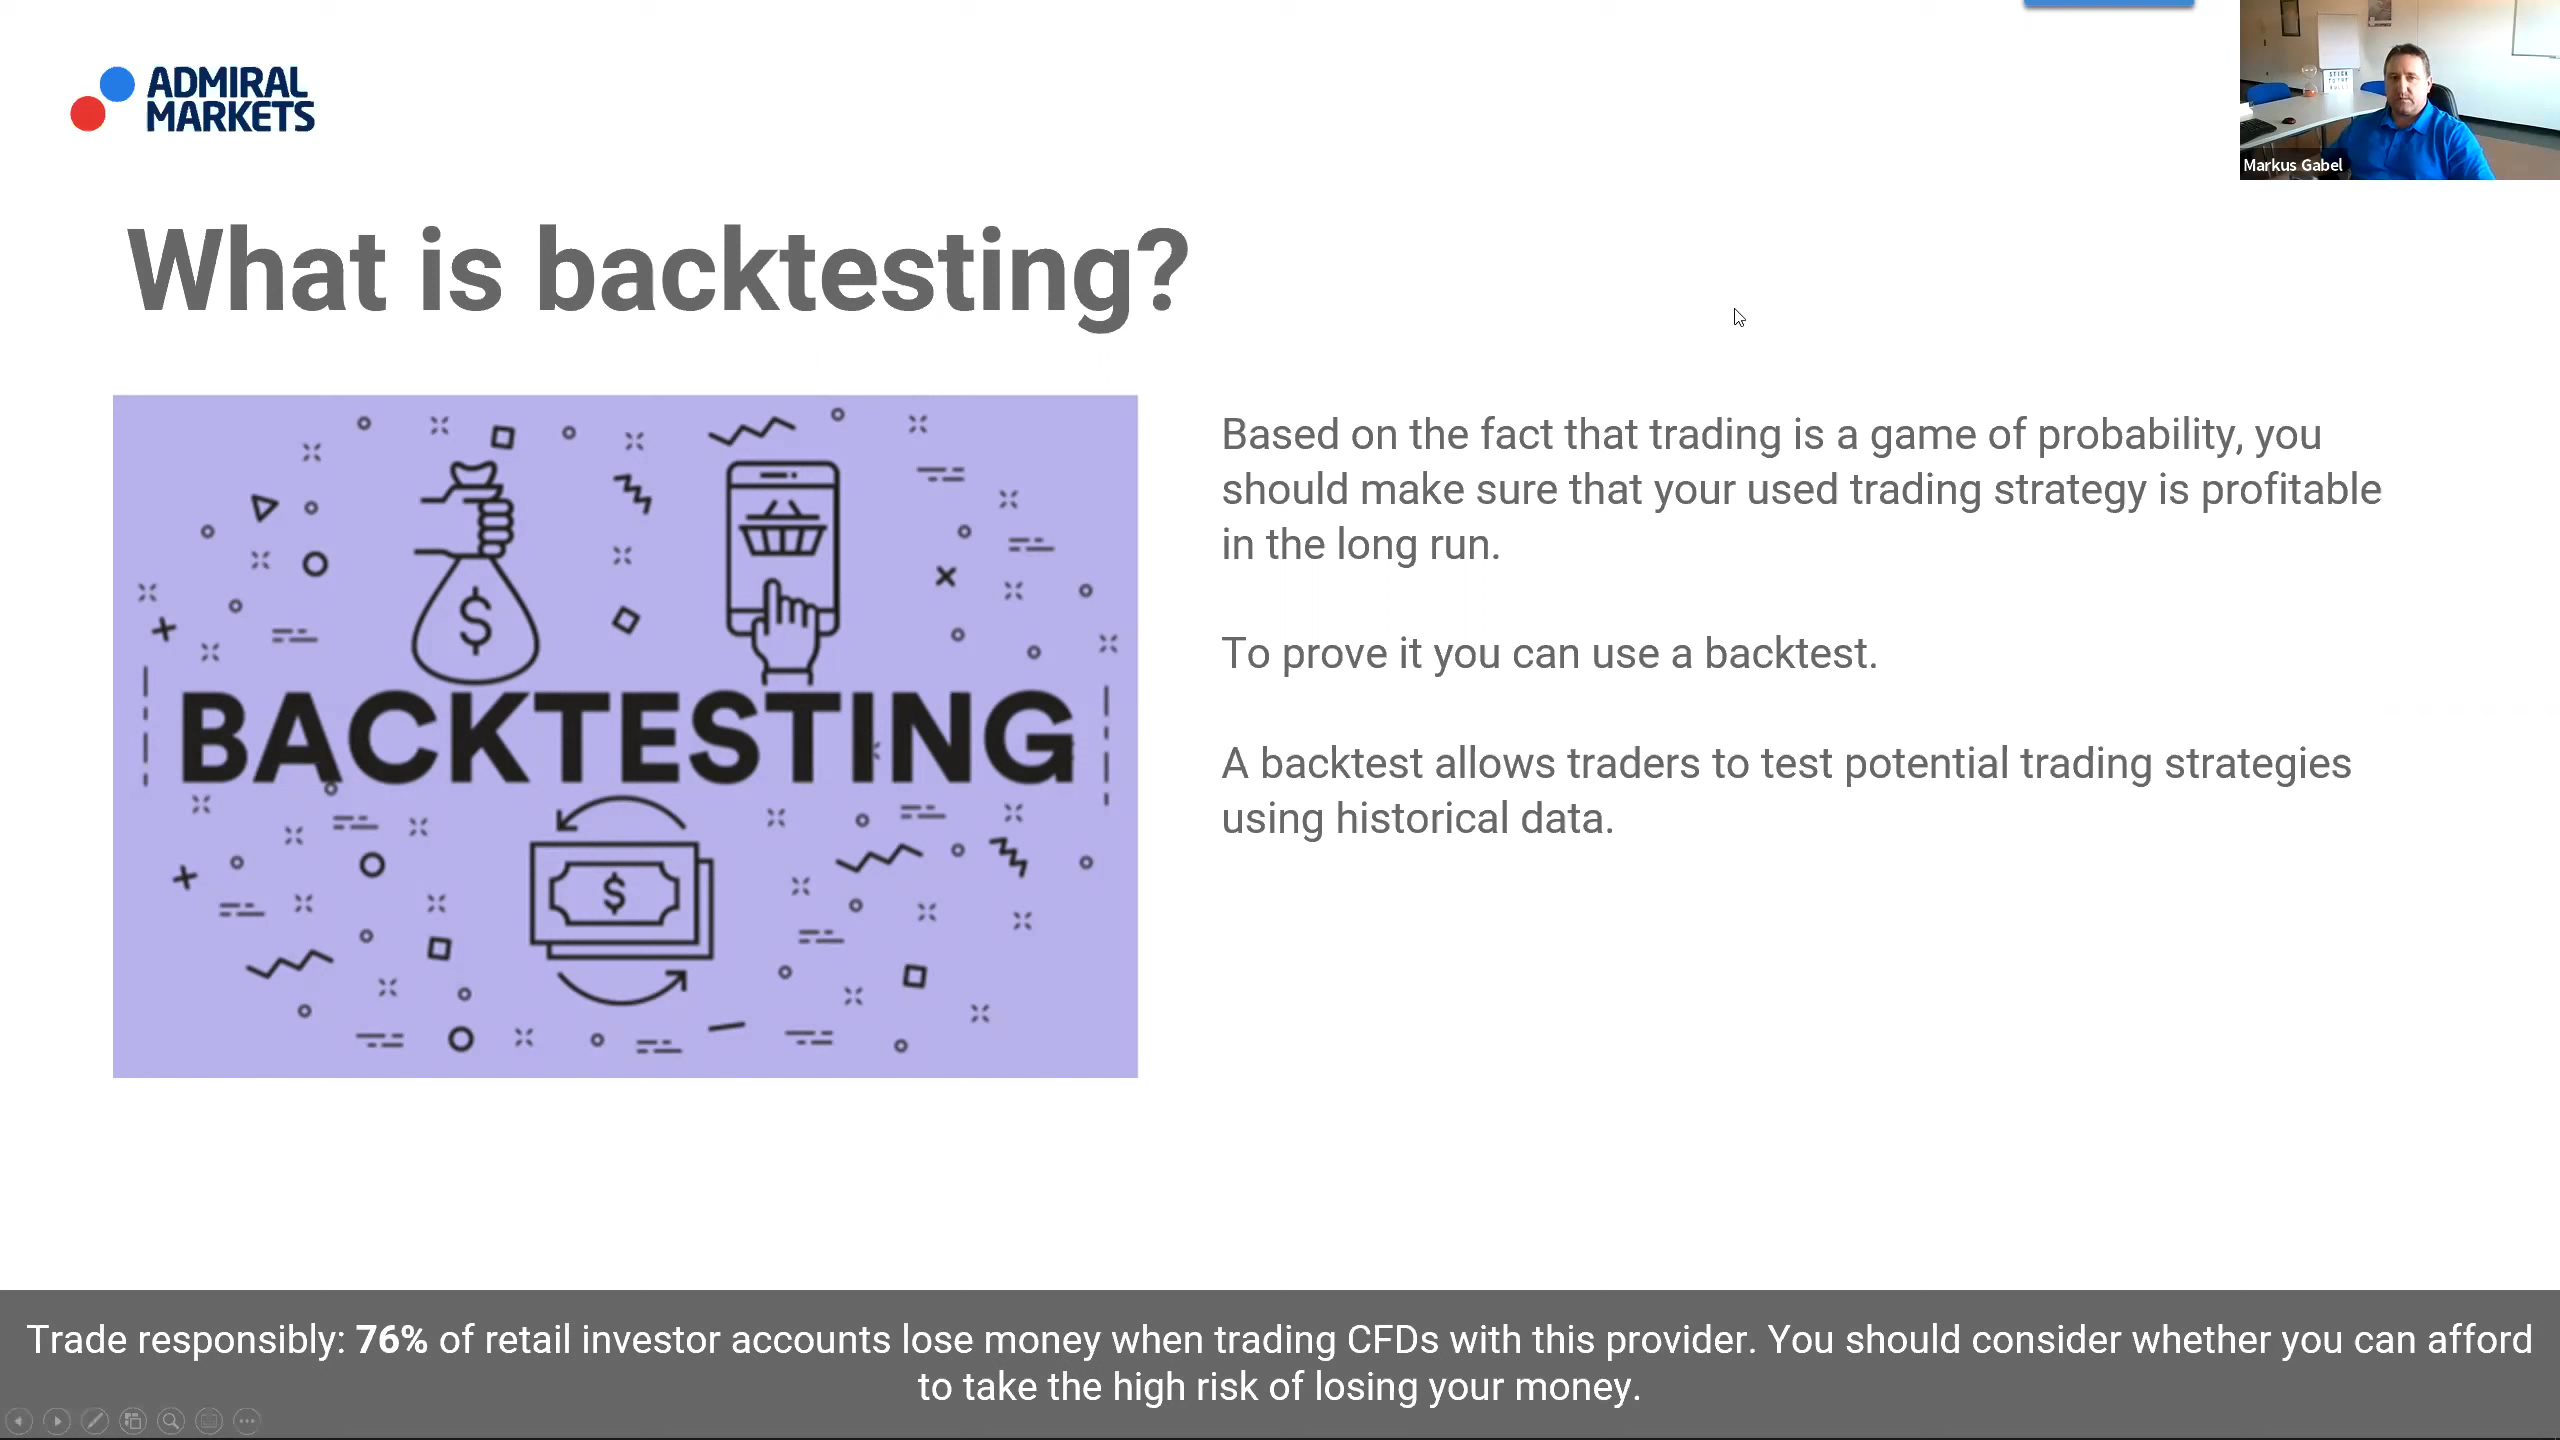 ADMIRAL
MARKETS
STICK
TO THE
Markus Gabel
What is backtesting?
Based on the fact that trading is a game of probability, you
should make sure that your used trading strategy is profitable
in the long run.
To prove it you can use a backtest.
A backtest allows traders to test potential trading strategies
using historical data.
$
BACKTESTING
$
Trade responsibly: 76% of retail investor accounts lose money when trading CFDs with this provider. You should consider whether you can afford
to take the high risk of losing your money.